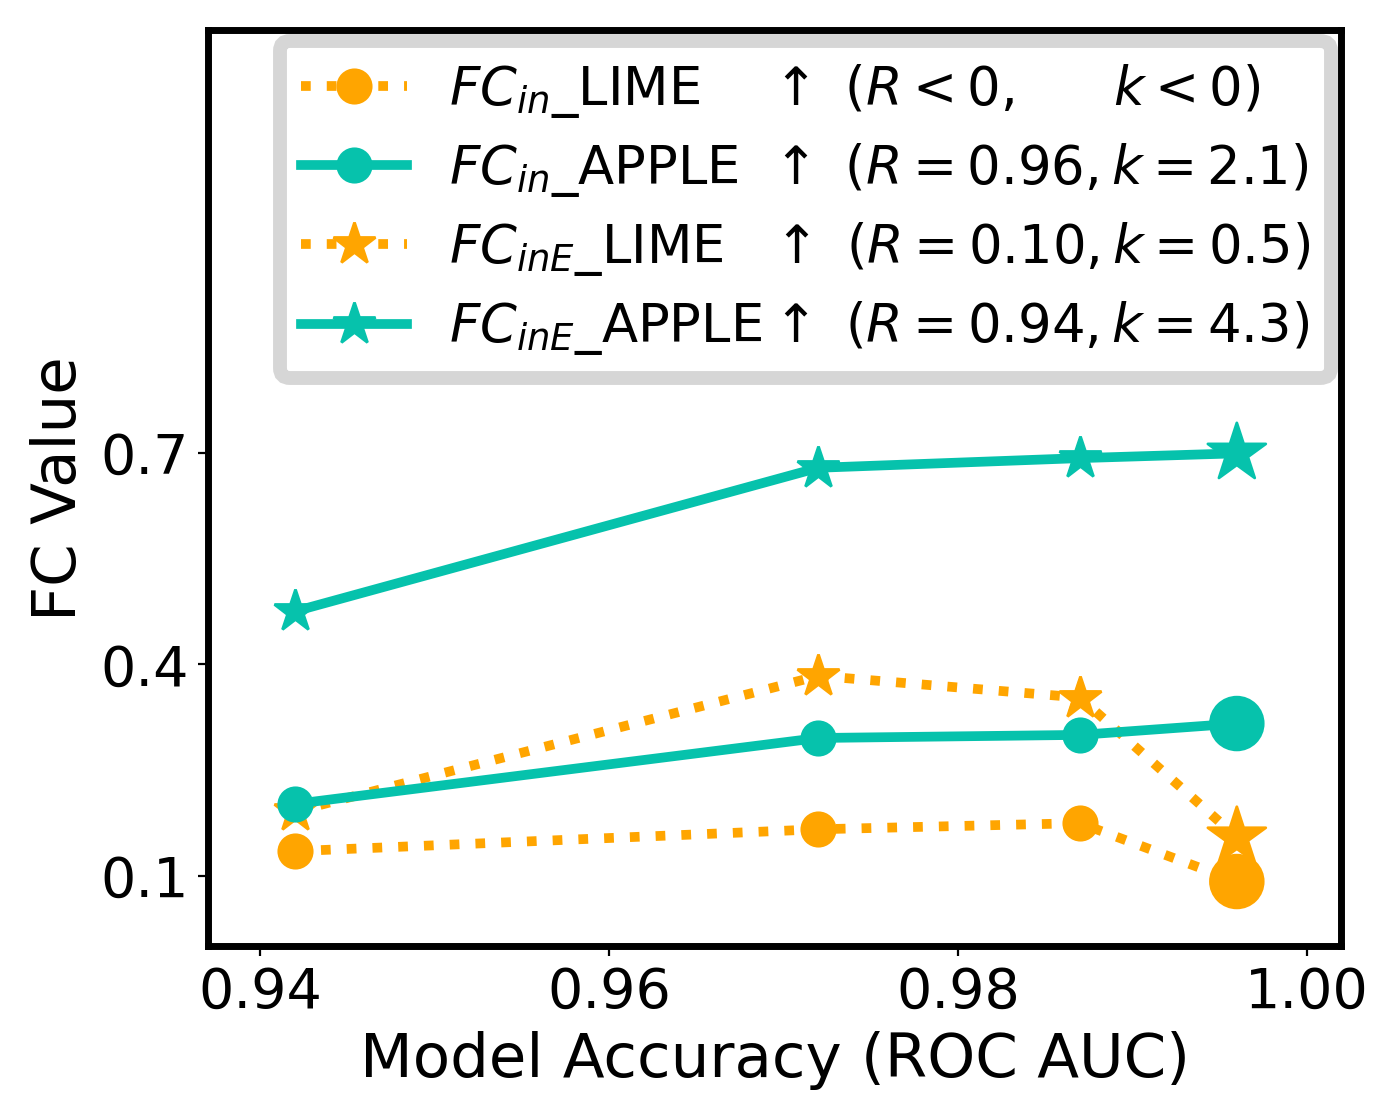 FC_in_LIME ↑ (R < 0, k < 0)
FC_in_APPLE ↑ (R = 0.96, k = 2.1)
FC_inE_LIME ↑ (R = 0.10, k = 0.5)
FC_inE_APPLE ↑ (R = 0.94, k = 4.3)
FC Value
0.7
0.4
0.1
0.94 0.96 0.98 1.00
Model Accuracy (ROC AUC)